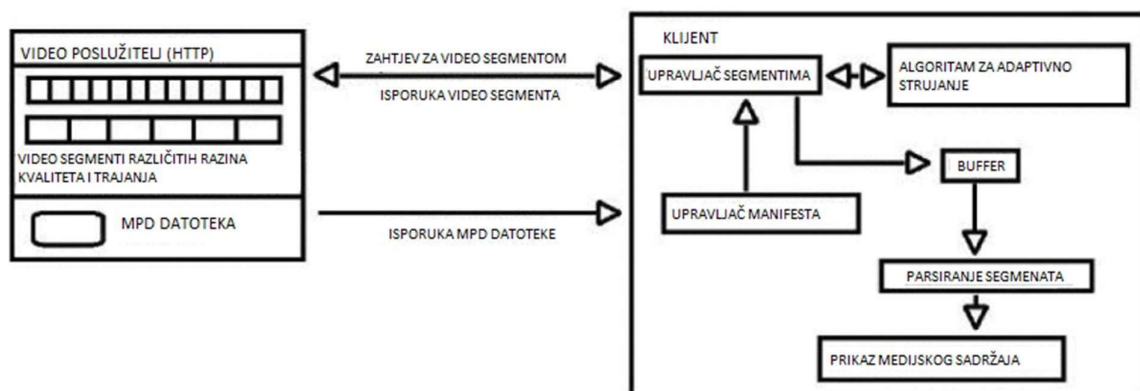 VIDEO POSLUŽITELJ (HTTP)
VIDEO SEGMENTI RAZLIČITIH RAZINA
KVALITETA I TRAJANJA
MPD DATOTEKA
ZAHTJEV ZA VIDEO SEGMENTOM
ISPORUKA VIDEO SEGMENTA
ISPORUKA MPD DATOTEKE
KLIJENT
UPRAVLJAČ SEGMENTIMA
ALGORITAM ZA ADAPTIVNO
STRUJANJE
BUFFER
UPRAVLJAČ MANIFESTA
PARSIRANJE SEGMENATA
PRIKAZ MEDIJSKOG SADRŽAJA